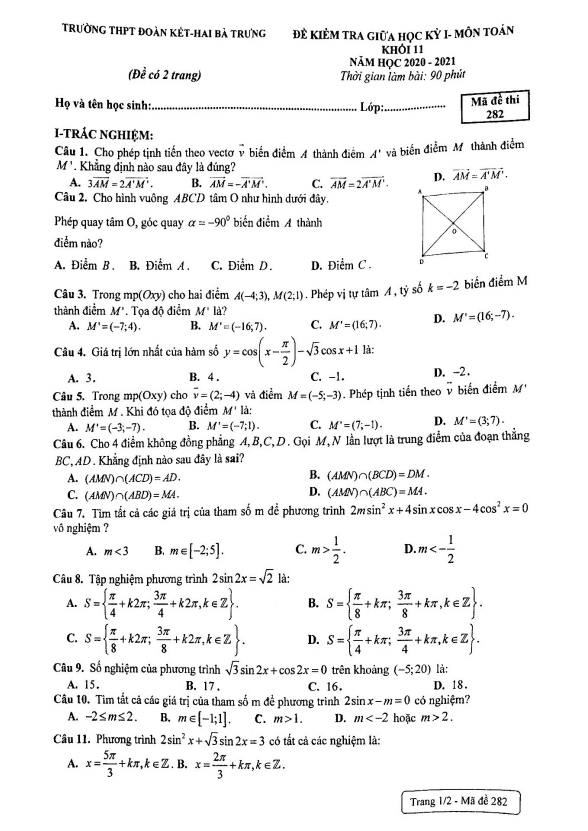 TRƯỜNG THPT ĐOÀN KẾT-HAI BÀ TRƯNG
ĐỀ KIỂM TRA GIỮA HỌC KỲ I- MÔN TOÁN
KHỐI 11
NĂM HỌC 2020 - 2021
(Đề có 2 trang)
Thời gian làm bài: 90 phút
Họ và tên học sinh:............................................................ Lớp:..................
Mã đề thi
282
I-TRẮC NGHIỆM:
Câu 1. Cho phép tịnh tiến theo vectơ $\vec{v}$ biến điểm A thành điểm A' và biến điểm M thành điểm
M'. Khẳng định nào sau đây là đúng?
A. $3\overrightarrow{AM}=2\overrightarrow{A'M'}$. B. $\overrightarrow{AM}=-\overrightarrow{A'M'}$. C. $\overrightarrow{AM}=2\overrightarrow{A'M'}$. D. $\overrightarrow{AM}=\overrightarrow{A'M'}$.
Câu 2. Cho hình vuông ABCD tâm O như hình dưới đây.
A B
O
D C
Phép quay tâm O, góc quay $\alpha=-90^0$ biến điểm A thành
điểm nào?
A. Điểm B. B. Điểm A. C. Điểm D. D. Điểm C.
Câu 3. Trong mp(Oxy) cho hai điểm A(-4;3), M(2;1). Phép vị tự tâm A, tỷ số k = -2 biến điểm M
thành điểm M'. Tọa độ điểm M' là?
A. M'=(-7;4). B. M'=(-16;7). C. M'=(16;7). D. M'=(16;-7).
Câu 4. Giá trị lớn nhất của hàm số $y=\cos\left(x-\frac{\pi}{2}\right)-\sqrt{3}\cos x+1$ là:
A. 3. B. 4. C. -1. D. -2.
Câu 5. Trong mp(Oxy) cho $\vec{v}=(2;-4)$ và điểm M=(-5;-3). Phép tịnh tiến theo $\vec{v}$ biến điểm M'
thành điểm M. Khi đó tọa độ điểm M' là:
A. M'=(-3;-7). B. M'=(-7;1). C. M'=(7;-1). D. M'=(3;7).
Câu 6. Cho 4 điểm không đồng phẳng A,B,C,D. Gọi M,N lần lượt là trung điểm của đoạn thẳng
BC,AD. Khẳng định nào sau đây là sai?
A. (AMN)∩(ACD)=AD. B. (AMN)∩(BCD)=DM.
C. (AMN)∩(ABD)=MA. D. (AMN)∩(ABC)=MA.
Câu 7. Tìm tất cả các giá trị của tham số m để phương trình $2m\sin^2x+4\sin x\cos x-4\cos^2x=0$
vô nghiệm ?
A. m<3 B. m∈[-2;5]. C. $m>\frac{1}{2}$. D. $m<-\frac{1}{2}$
Câu 8. Tập nghiệm phương trình $2\sin2x=\sqrt{2}$ là:
A. $S=\left\{\frac{\pi}{4}+k2\pi;\frac{3\pi}{4}+k2\pi,k\in\mathbb{Z}\right\}$. B. $S=\left\{\frac{\pi}{8}+k\pi;\frac{3\pi}{8}+k\pi,k\in\mathbb{Z}\right\}$.
C. $S=\left\{\frac{\pi}{8}+k2\pi;\frac{3\pi}{8}+k2\pi,k\in\mathbb{Z}\right\}$. D. $S=\left\{\frac{\pi}{4}+k\pi;\frac{3\pi}{4}+k\pi,k\in\mathbb{Z}\right\}$.
Câu 9. Số nghiệm của phương trình $\sqrt{3}\sin2x+\cos2x=0$ trên khoảng (-5;20) là:
A. 15. B. 17. C. 16. D. 18.
Câu 10. Tìm tất cả các giá trị của tham số m để phương trình 2sin x-m=0 có nghiệm?
A. -2≤m≤2. B. m∈[-1;1]. C. m>1. D. m<-2 hoặc m>2.
Câu 11. Phương trình $2\sin^2x+\sqrt{3}\sin2x=3$ có tất cả các nghiệm là:
A. $x=\frac{5\pi}{3}+k\pi,k\in\mathbb{Z}$. B. $x=\frac{2\pi}{3}+k\pi,k\in\mathbb{Z}$.
Trang 1/2 - Mã đề 282